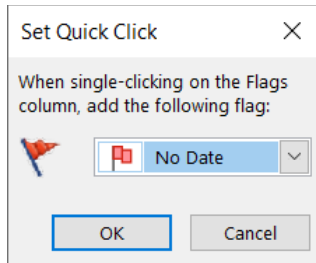 Set Quick Click
When single-clicking on the Flags
column, add the following flag:
No Date
OK Cancel